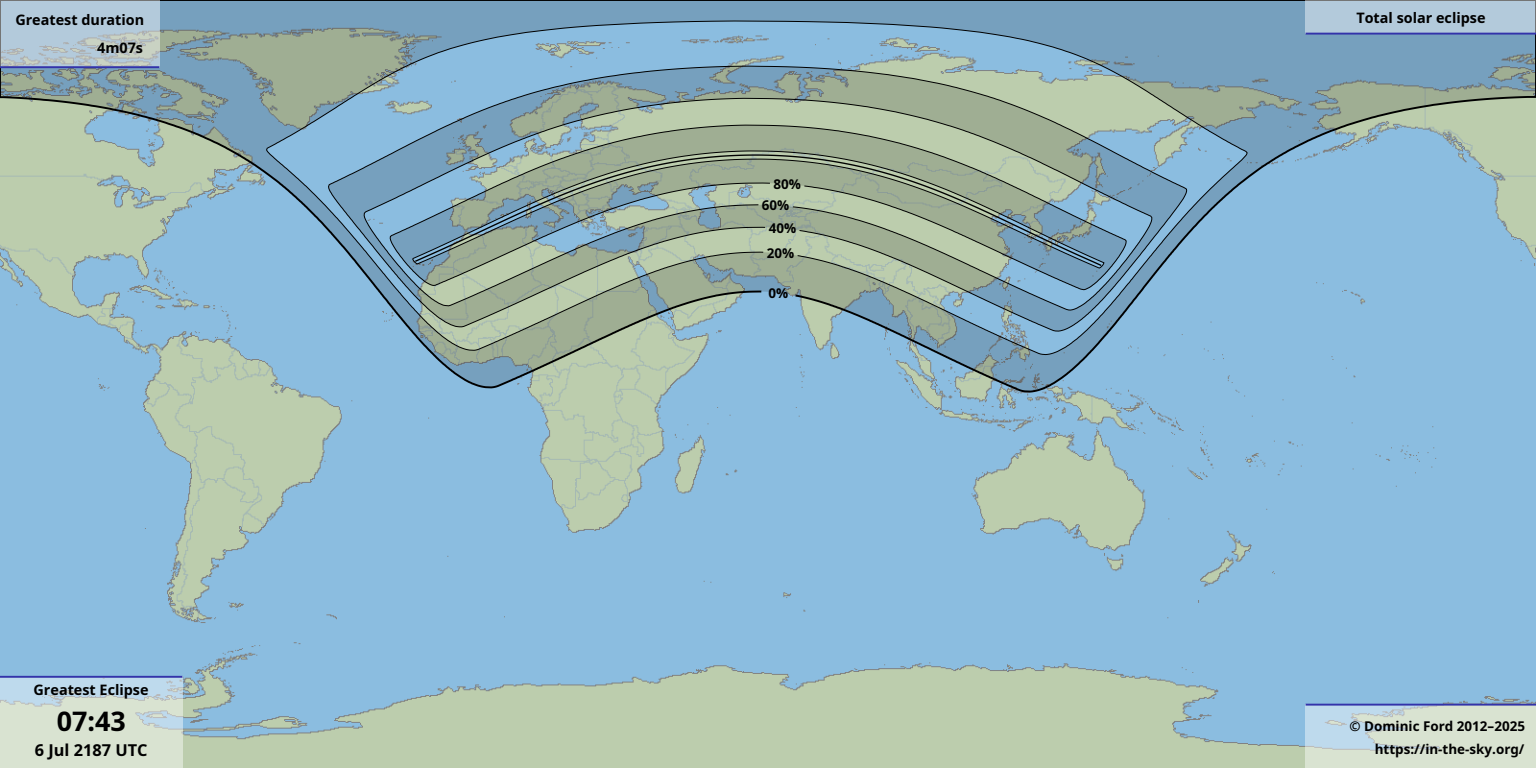 Greatest duration
4m07s
Total solar eclipse
80%
60%
40%
20%
0%
Greatest Eclipse
07:43
6 Jul 2187 UTC
© Dominic Ford 2012–2025
https://in-the-sky.org/